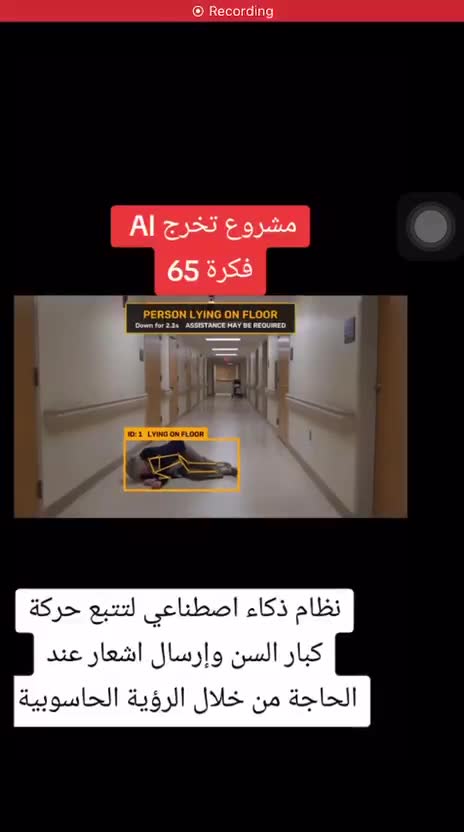 Recording
مشروع تخرج AI
فكرة 65
PERSON LYING ON FLOOR
Down for 2.2s ASSISTANCE MAY BE REQUIRED
ID: 1 LYING ON FLOOR
نظام ذكاء اصطناعي لتتبع حركة
كبار السن وإرسال اشعار عند
الحاجة من خلال الرؤية الحاسوبية